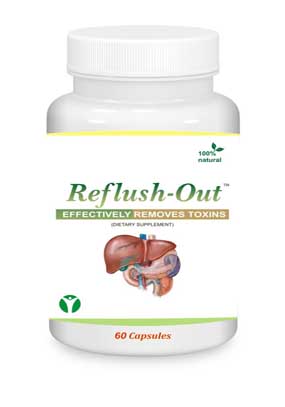 100%
natural
Reflush-Out™
EFFECTIVELY REMOVES TOXINS
(DIETARY SUPPLEMENT)
60 Capsules